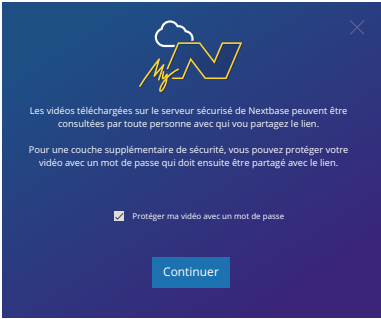 My N
Les vidéos téléchargées sur le serveur sécurisé de Nextbase peuvent être
consultées par toute personne avec qui vou partagez le lien.
Pour une couche supplémentaire de sécurité, vous pouvez protéger votre
vidéo avec un mot de passe qui doit ensuite être partagé avec le lien.
Protéger ma vidéo avec un mot de passe
Continuer